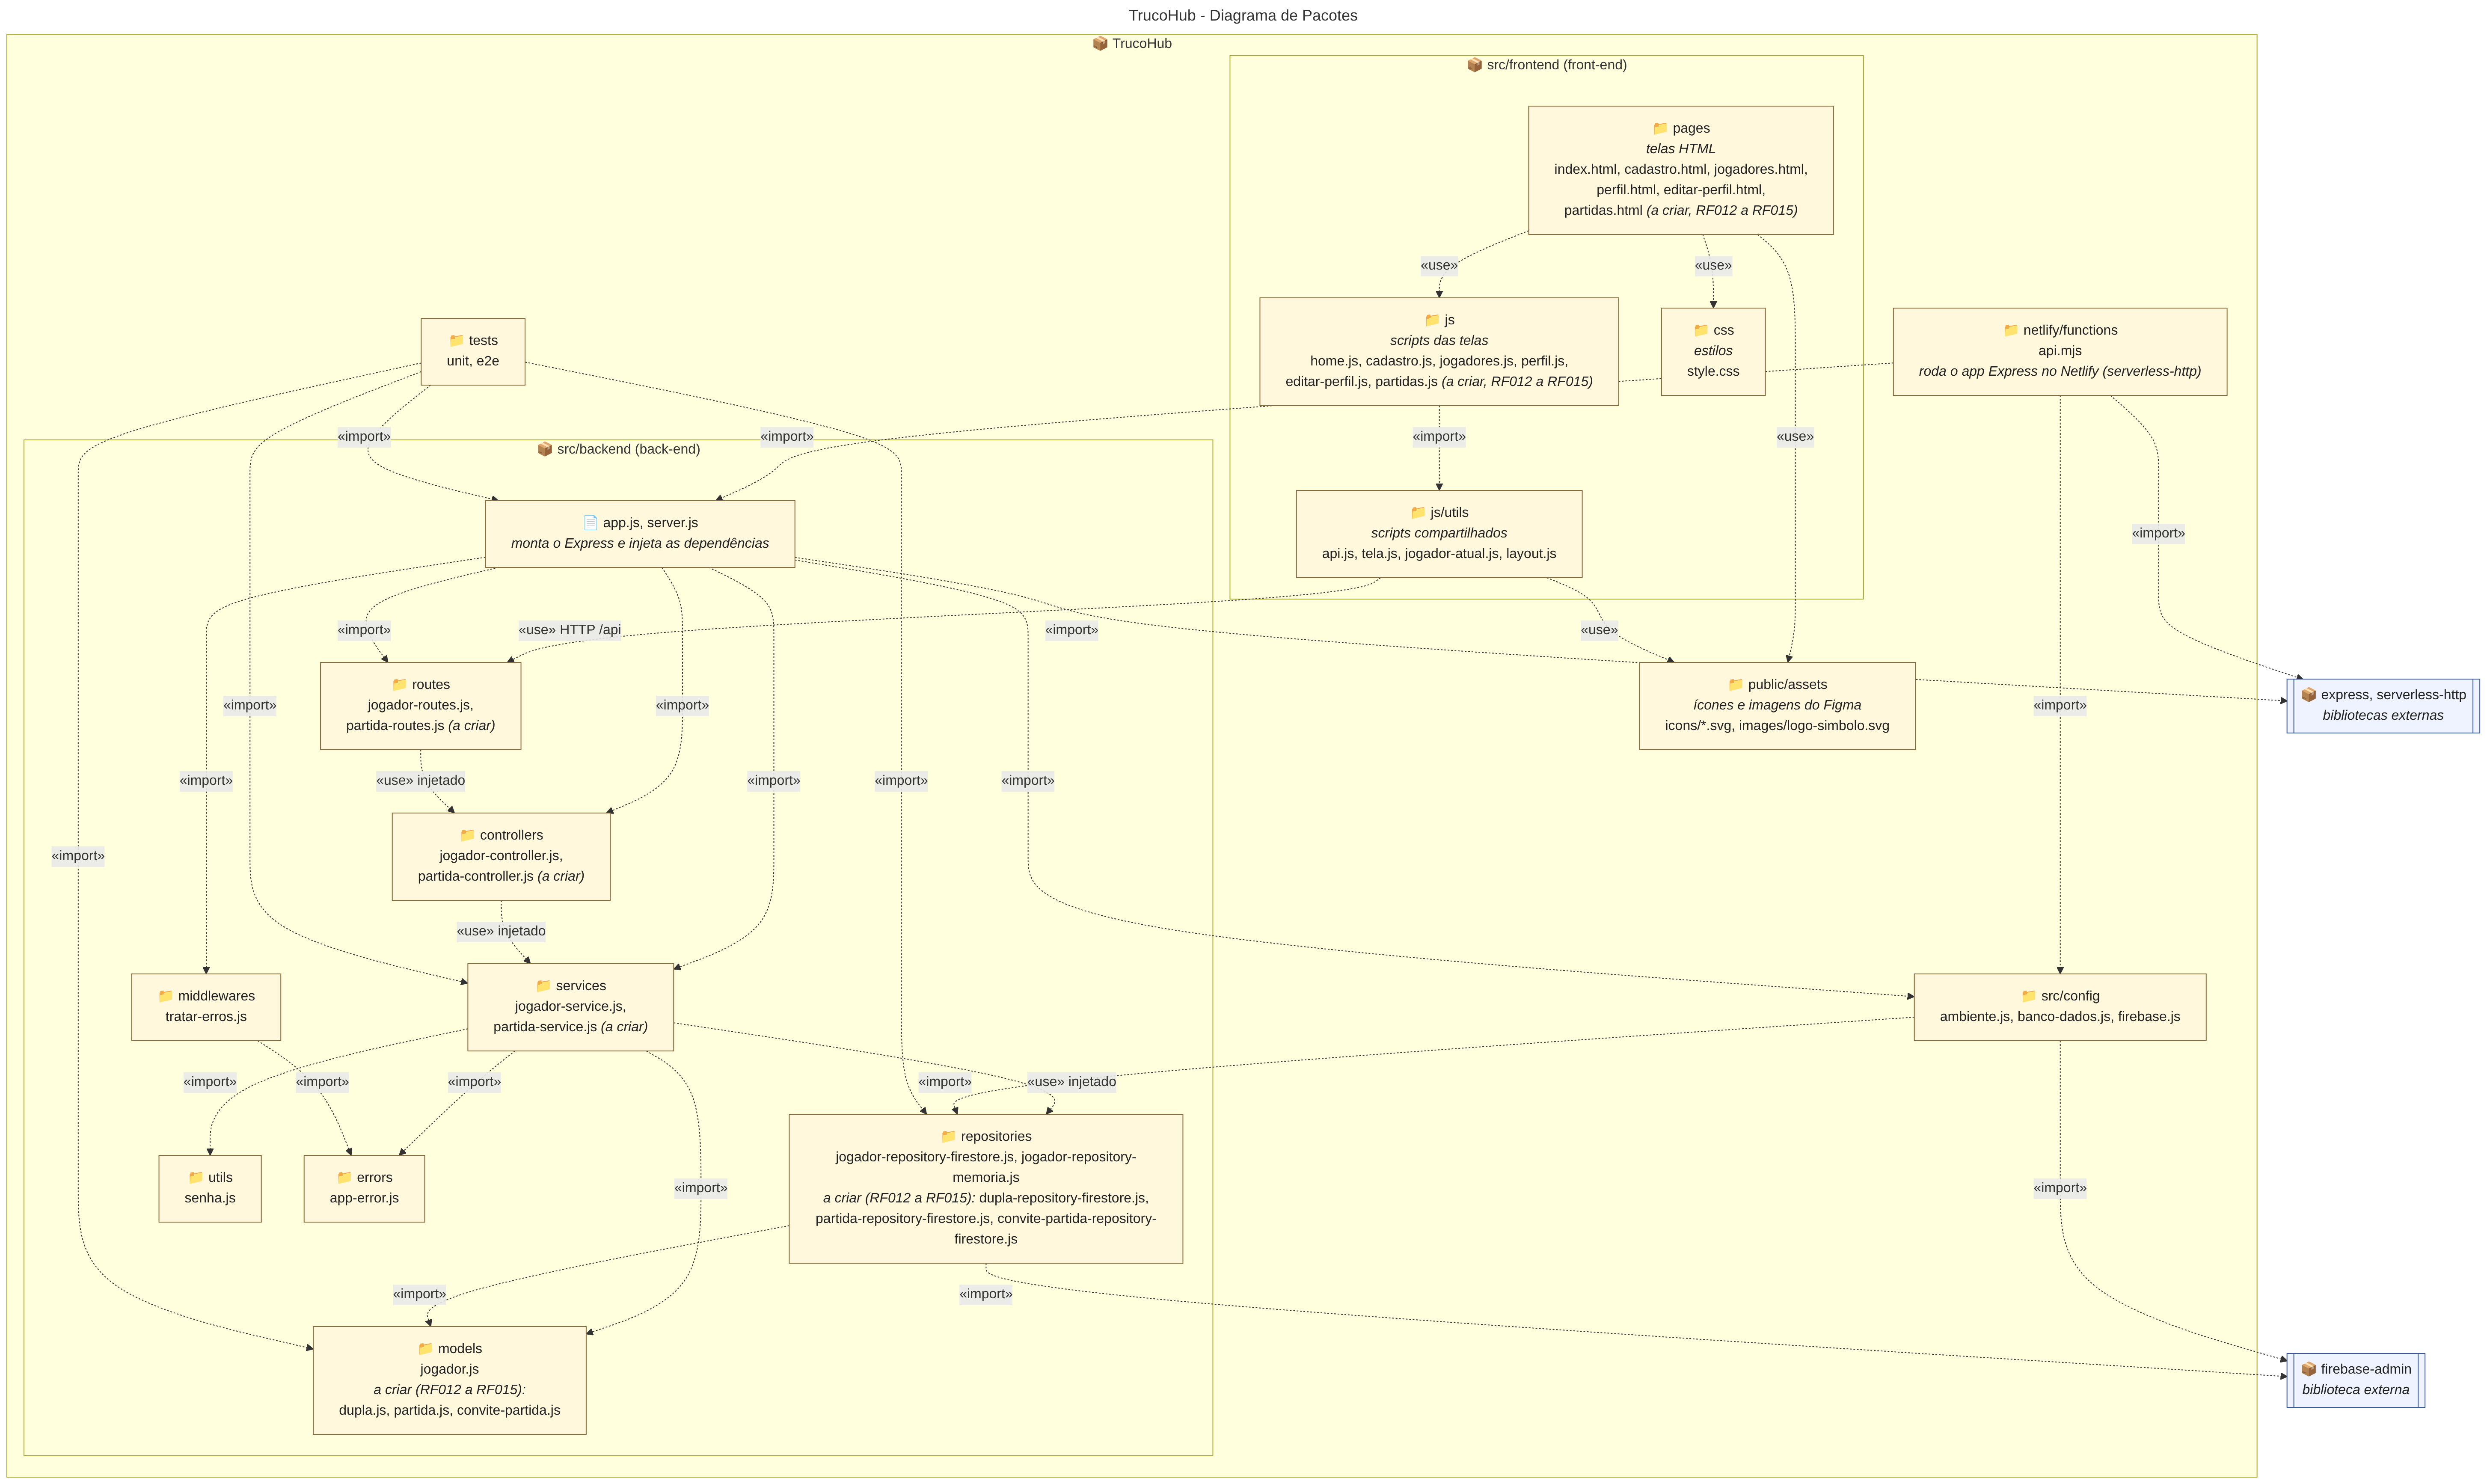 TrucoHub - Diagrama de Pacotes
📦 TrucoHub
📦 src/frontend (front-end)
📁 pages
telas HTML
index.html, cadastro.html, jogadores.html,
perfil.html, editar-perfil.html,
partidas.html (a criar, RF012 a RF015)
«use»
«use»
📁 tests
unit, e2e
📁 js
scripts das telas
home.js, cadastro.js, jogadores.js, perfil.js,
editar-perfil.js, partidas.js (a criar, RF012 a RF015)
📁 css
estilos
style.css
📁 netlify/functions
api.mjs
roda o app Express no Netlify (serverless-http)
«import»
«import»
«import»
«use»
📦 src/backend (back-end)
📄 app.js, server.js
monta o Express e injeta as dependências
📁 js/utils
scripts compartilhados
api.js, tela.js, jogador-atual.js, layout.js
«import»
«import»
«use» HTTP /api
«import»
«use»
📁 routes
jogador-routes.js,
partida-routes.js (a criar)
📁 public/assets
ícones e imagens do Figma
icons/*.svg, images/logo-simbolo.svg
📦 express, serverless-http
bibliotecas externas
«import»
«import»
«import»
«import»
«use» injetado
«import»
«import»
«import»
📁 controllers
jogador-controller.js,
partida-controller.js (a criar)
«import»
«use» injetado
📁 middlewares
tratar-erros.js
📁 services
jogador-service.js,
partida-service.js (a criar)
📁 src/config
ambiente.js, banco-dados.js, firebase.js
«import»
«import»
«import»
«import»
«use» injetado
📁 utils
senha.js
📁 errors
app-error.js
«import»
📁 repositories
jogador-repository-firestore.js, jogador-repository-
memoria.js
a criar (RF012 a RF015): dupla-repository-firestore.js,
partida-repository-firestore.js, convite-partida-repository-
firestore.js
«import»
«import»
«import»
📁 models
jogador.js
a criar (RF012 a RF015):
dupla.js, partida.js, convite-partida.js
📦 firebase-admin
biblioteca externa